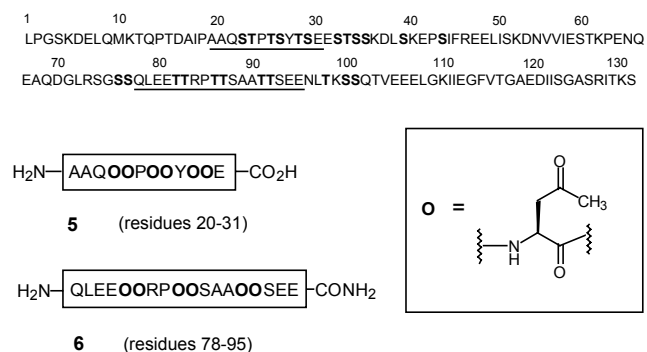 1 10 20 31 40 50 60
LPGSKDELQMKTQPTDAIPAAQSTPTSYTSEESTSSKDLSKEPSIFREELISKDNVVIESTKPENQ
70 80 90 100 110 120 130
EAQDGLRSGSSQLEETTRPTTSAATTSEENLTKSSQTVEEELGKIIEGFVTGAEDIISGASRITKS
H2N AAQOOPOOYOOE CO2H
5 (residues 20-31)
H2N QLEEOORPOOSAAOOSEE CONH2
6 (residues 78-95)
O =
O
CH3
N
H
O